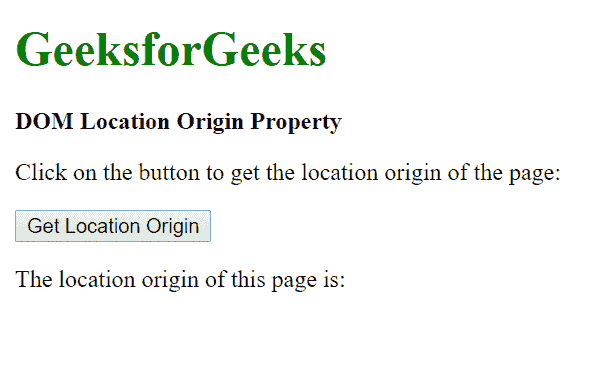 GeeksforGeeks
DOM Location Origin Property
Click on the button to get the location origin of the page:
Get Location Origin
The location origin of this page is: